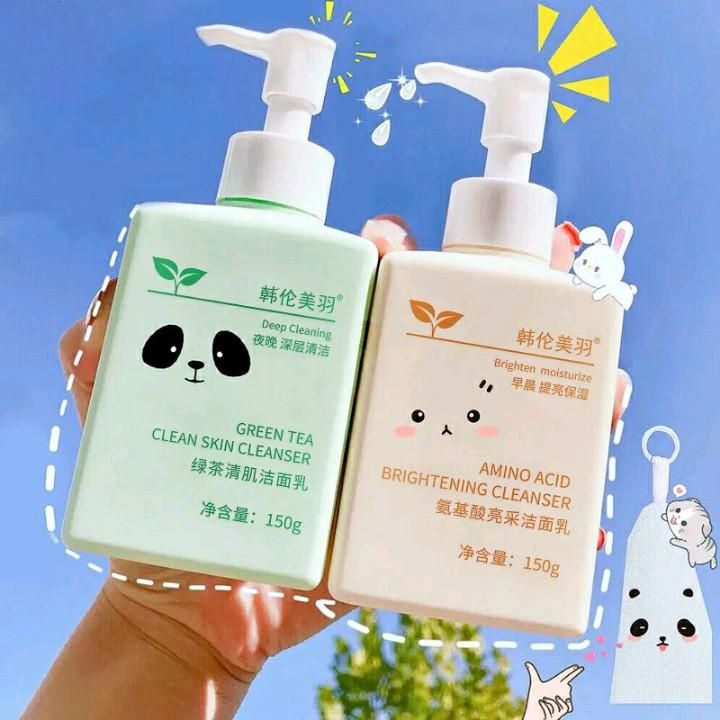 韩伦美羽®
Deep Cleaning
夜晚 深层清洁
GREEN TEA
CLEAN SKIN CLEANSER
绿茶清肌洁面乳
净含量：150g
韩伦美羽®
Brighten moisturize
早晨 提亮保湿
AMINO ACID
BRIGHTENING CLEANSER
氨基酸亮采洁面乳
净含量：150g